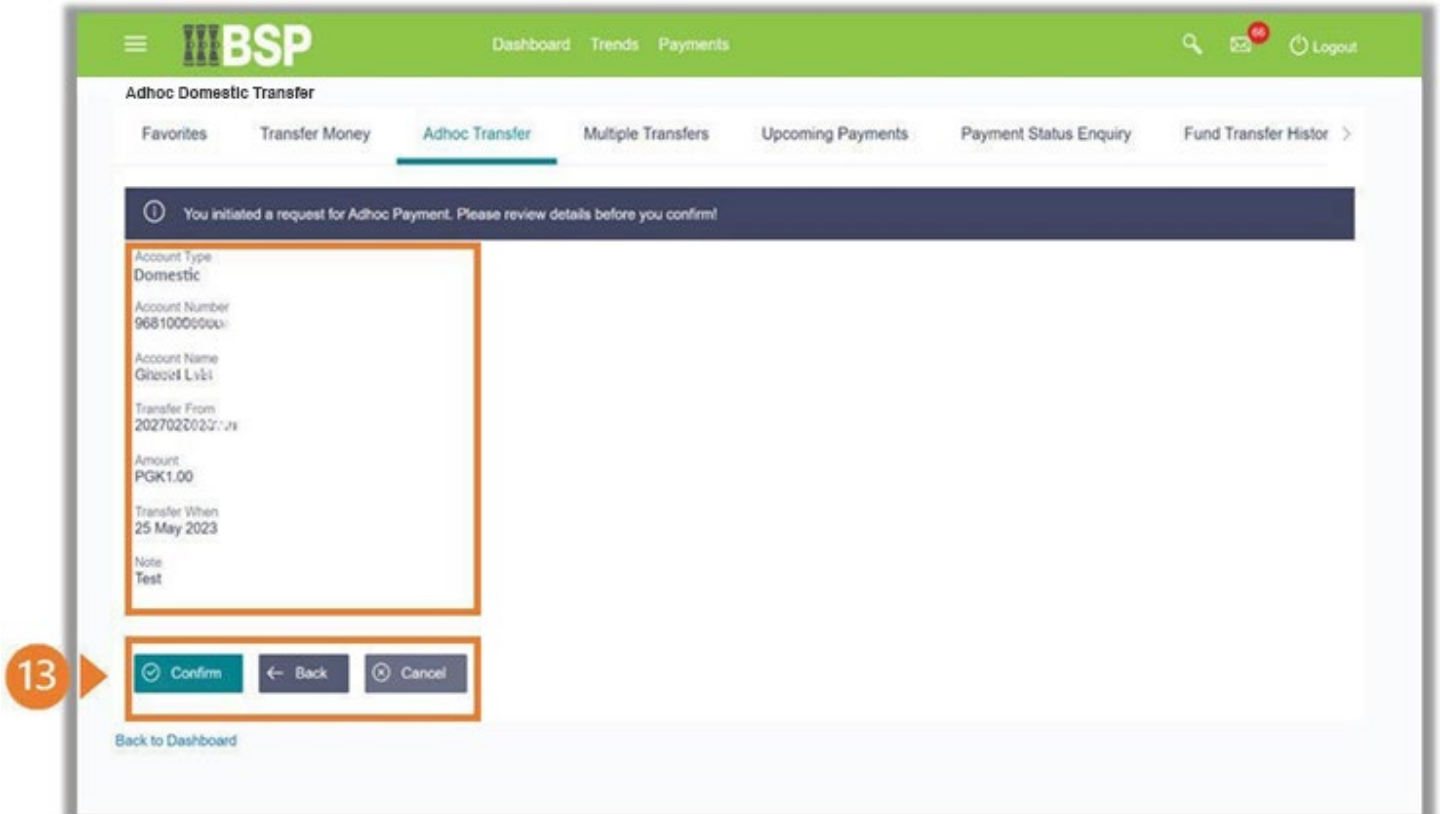 BSP
Dashboard Trends Payments
66
Logout
Adhoc Domestic Transfer
Favorites Transfer Money Adhoc Transfer Multiple Transfers Upcoming Payments Payment Status Enquiry Fund Transfer Histor >
You initiated a request for Adhoc Payment. Please review details before you confirm!
Account Type
Domestic
Account Number
Account Name
Transfer From
Amount
PGK1.00
Transfer When
25 May 2023
Note
Test
13
Confirm Back Cancel
Back to Dashboard